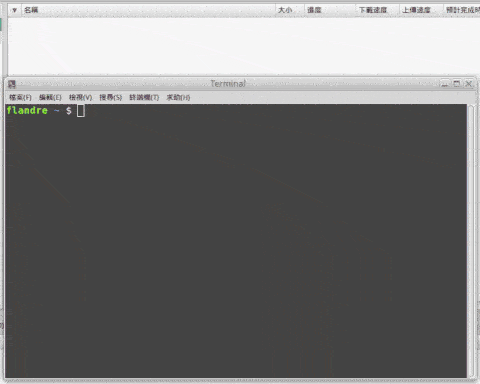 ▼ 名稱 大小 進度 下載速度 上傳速度 預計完成時
Terminal
檔案(F) 編輯(E) 檢視(V) 搜尋(S) 終端機(T) 求助(H)
flandre ~ $